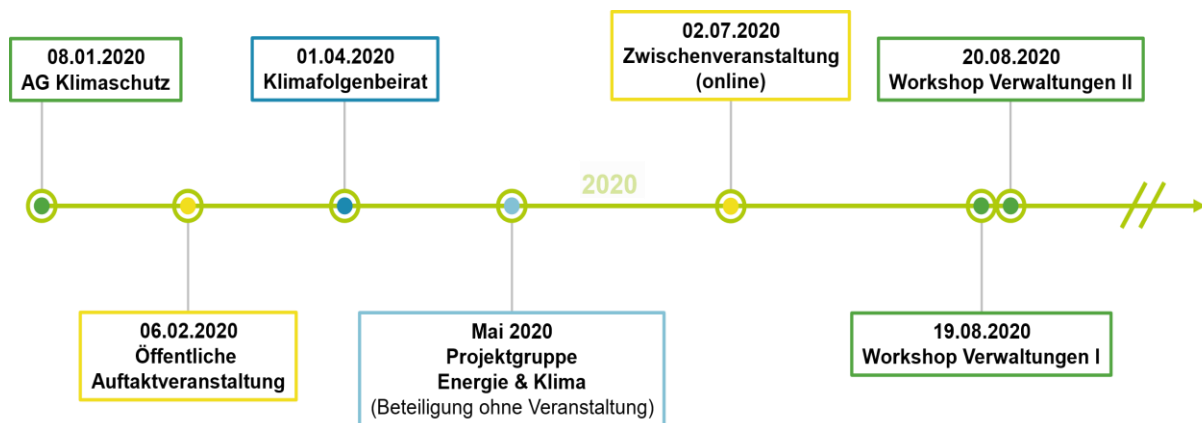 08.01.2020
AG Klimaschutz
01.04.2020
Klimafolgenbeirat
02.07.2020
Zwischenveranstaltung
(online)
20.08.2020
Workshop Verwaltungen II
2020
06.02.2020
Öffentliche
Auftaktveranstaltung
Mai 2020
Projektgruppe
Energie & Klima
(Beteiligung ohne Veranstaltung)
19.08.2020
Workshop Verwaltungen I